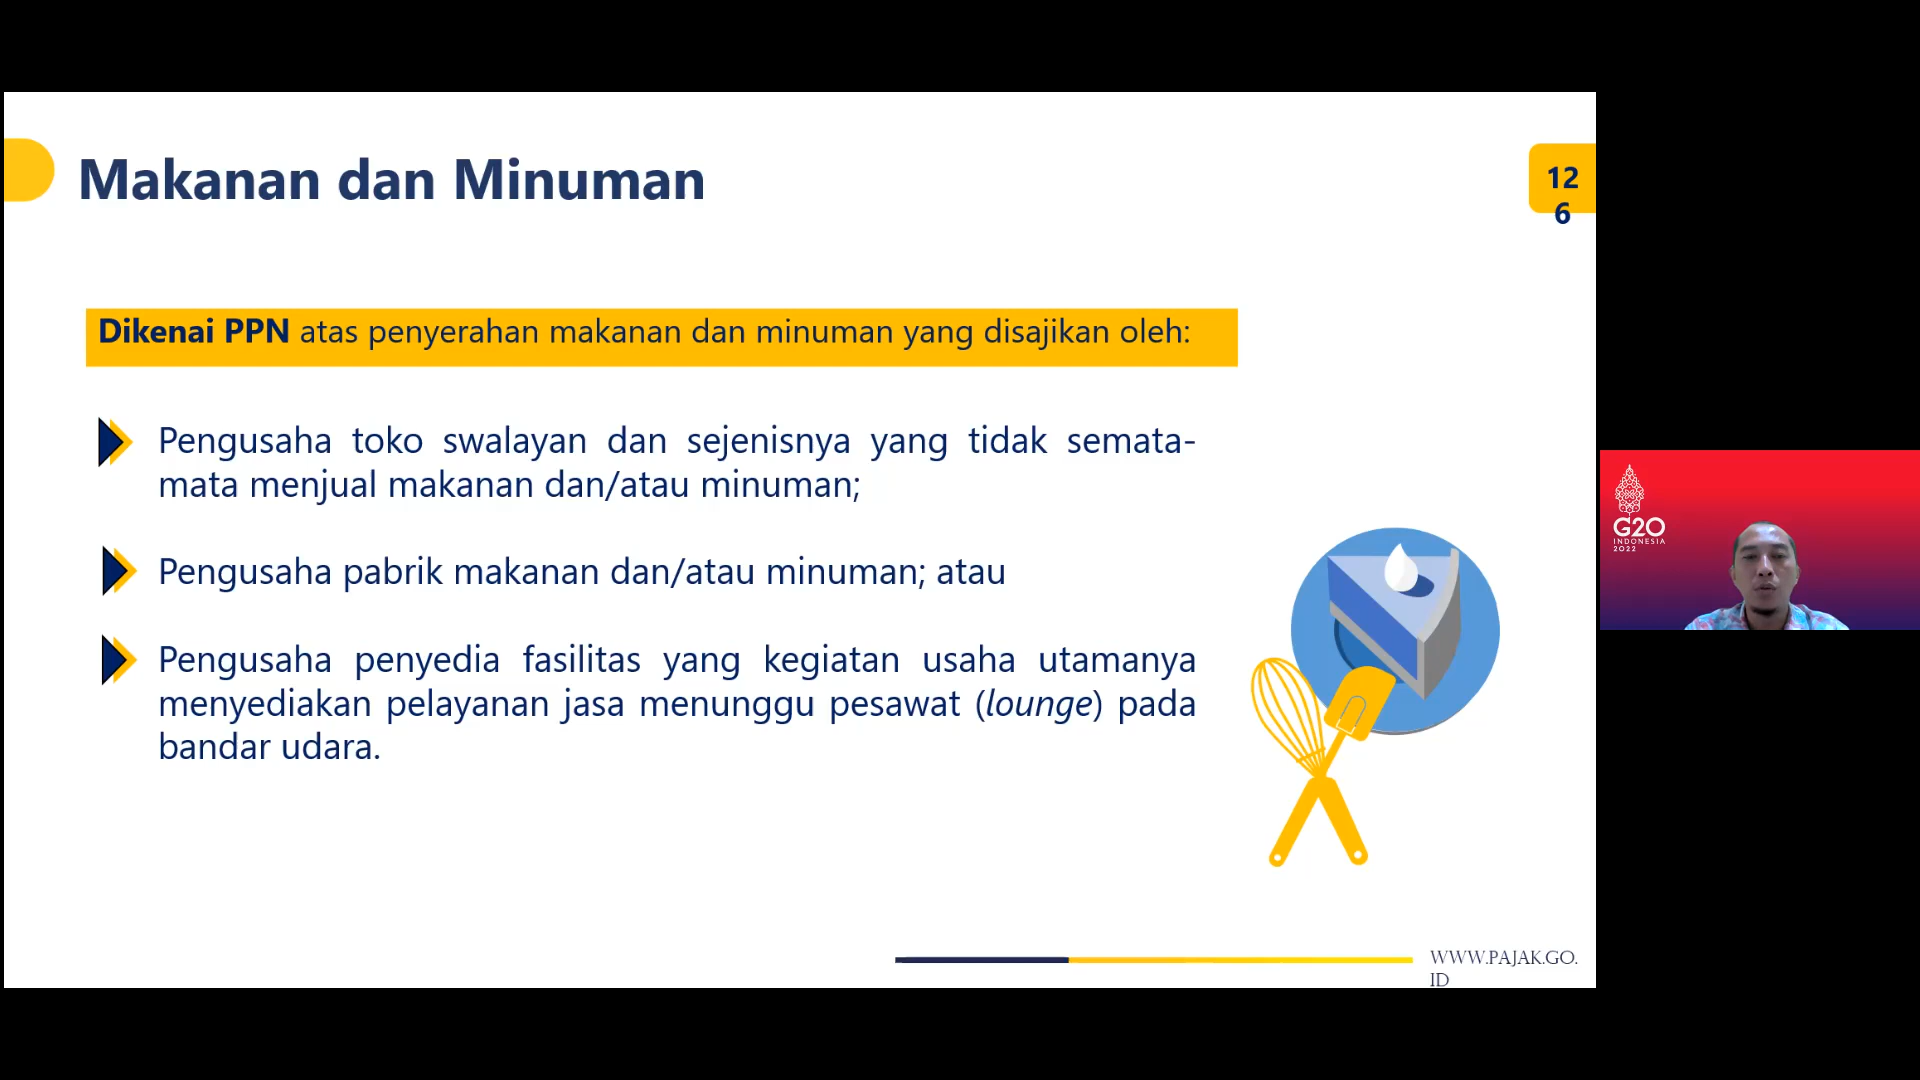 Makanan dan Minuman
12
6
Dikenai PPN atas penyerahan makanan dan minuman yang disajikan oleh:
Pengusaha toko swalayan dan sejenisnya yang tidak semata-
mata menjual makanan dan/atau minuman;
Pengusaha pabrik makanan dan/atau minuman; atau
Pengusaha penyedia fasilitas yang kegiatan usaha utamanya
menyediakan pelayanan jasa menunggu pesawat (lounge) pada
bandar udara.
WWW.PAJAK.GO.
ID
G20
INDONESIA
2022